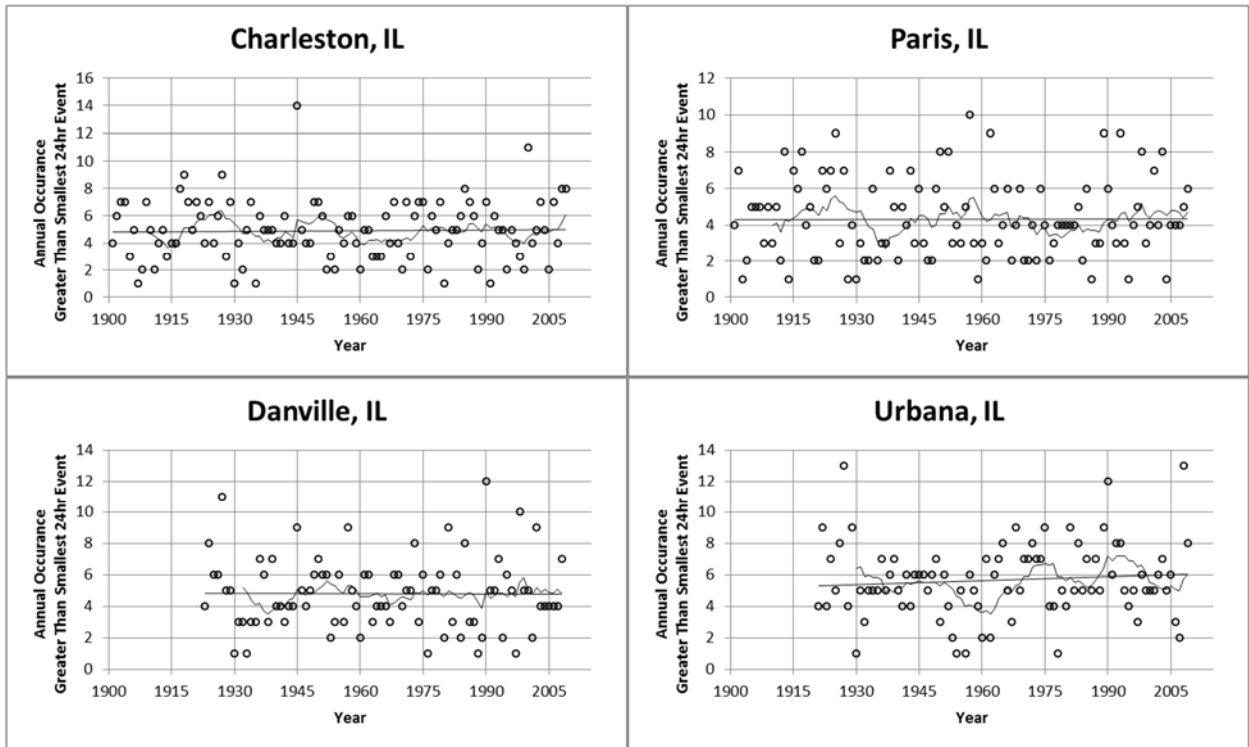 Charleston, IL
Annual Occurance
Greater Than Smallest 24hr Event
16
14
12
10
8
6
4
2
0
1900 1915 1930 1945 1960 1975 1990 2005
Year
Paris, IL
Annual Occurance
Greater Than Smallest 24hr Event
12
10
8
6
4
2
0
1900 1915 1930 1945 1960 1975 1990 2005
Year
Danville, IL
Annual Occurance
Greater Than Smallest 24hr Event
14
12
10
8
6
4
2
0
1900 1915 1930 1945 1960 1975 1990 2005
Year
Urbana, IL
Annual Occurance
Greater Than Smallest 24hr Event
14
12
10
8
6
4
2
0
1900 1915 1930 1945 1960 1975 1990 2005
Year